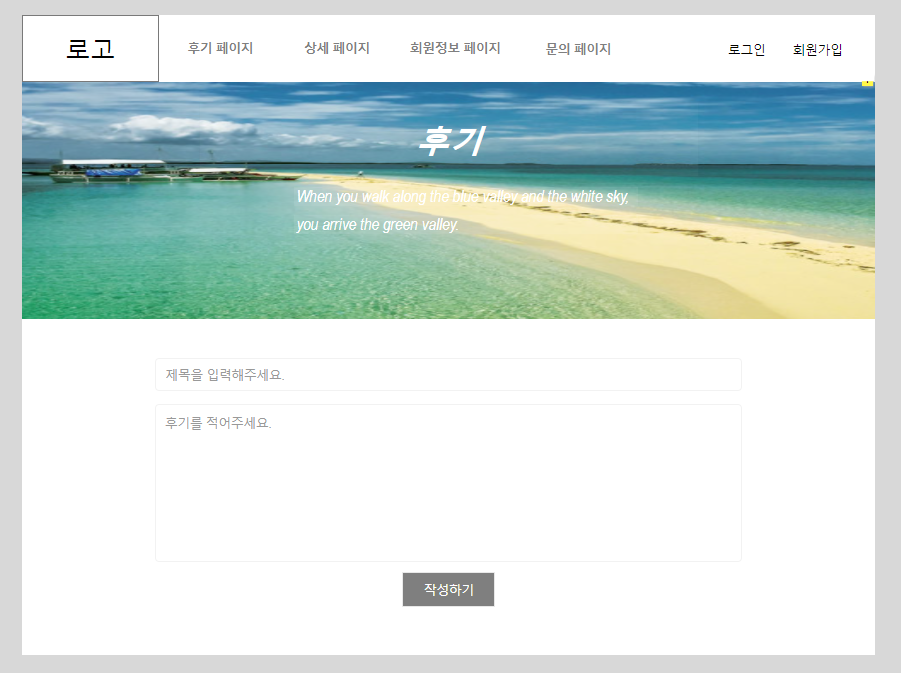 로고
후기 페이지
상세 페이지
회원정보 페이지
문의 페이지
로그인
회원가입
후기
When you walk along the blue valley and the white sky,
you arrive the green valley.
제목을 입력해주세요.
후기를 적어주세요.
작성하기